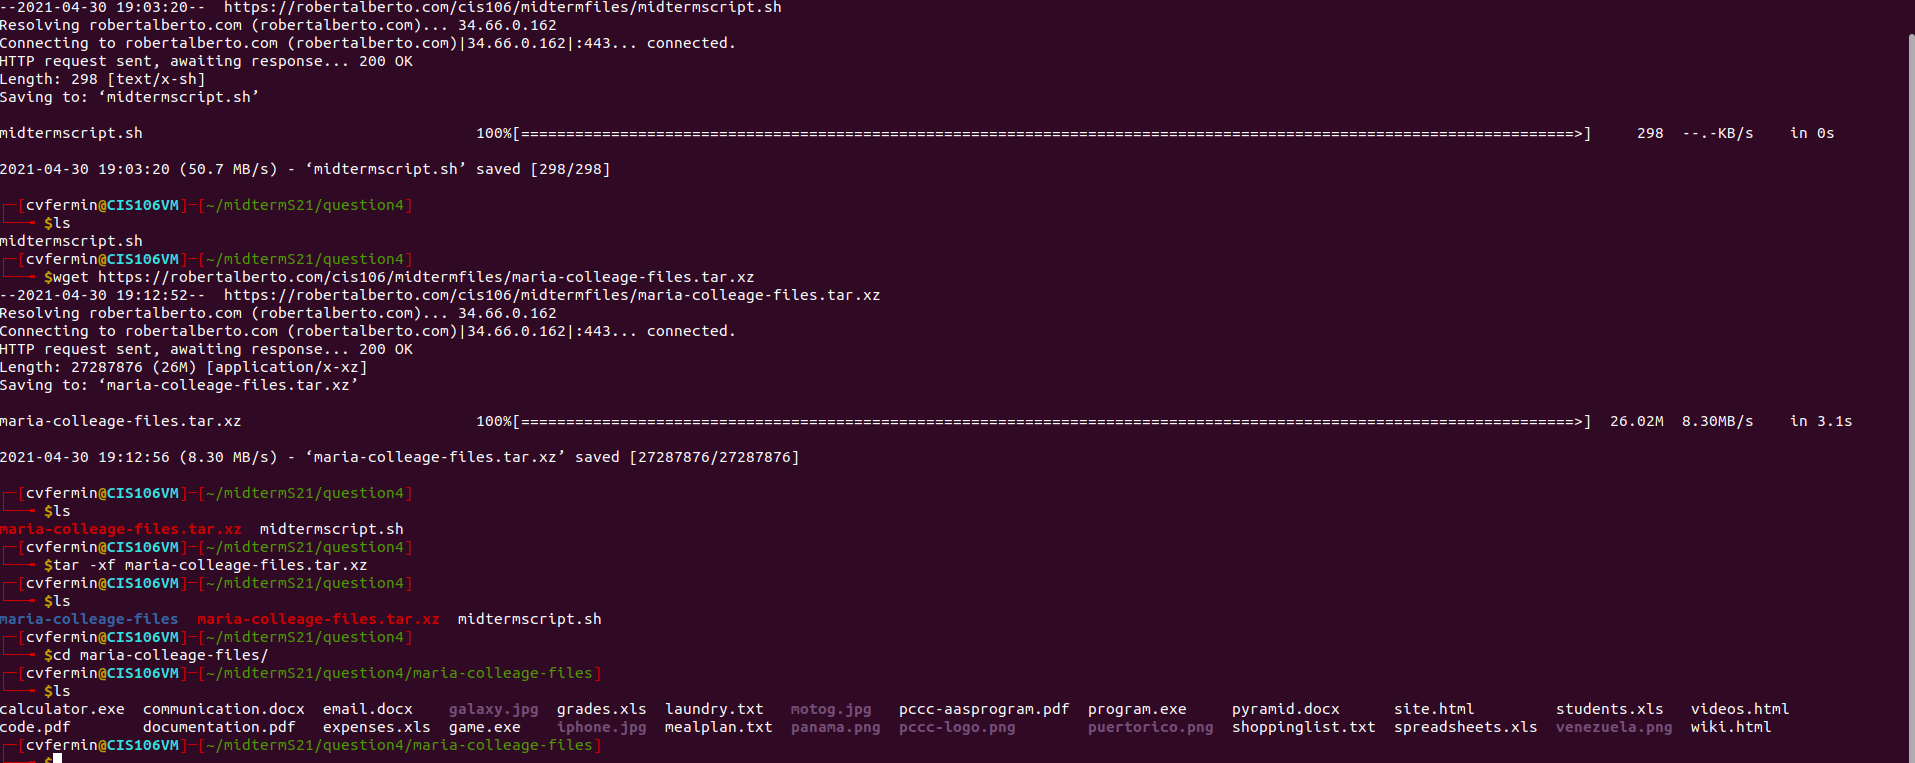 --2021-04-30 19:03:20--  https://robertalberto.com/cis106/midtermfiles/midtermscript.sh
Resolving robertalberto.com (robertalberto.com)... 34.66.0.162
Connecting to robertalberto.com (robertalberto.com)|34.66.0.162|:443... connected.
HTTP request sent, awaiting response... 200 OK
Length: 298 [text/x-sh]
Saving to: ‘midtermscript.sh’
midtermscript.sh 100%[=====================================================================================================================>] 298 --.-KB/s in 0s
2021-04-30 19:03:20 (50.7 MB/s) - ‘midtermscript.sh’ saved [298/298]
┌─[cvfermin@CIS106VM]─[~/midtermS21/question4]
└──╼ $ls
midtermscript.sh
┌─[cvfermin@CIS106VM]─[~/midtermS21/question4]
└──╼ $wget https://robertalberto.com/cis106/midtermfiles/maria-colleage-files.tar.xz
--2021-04-30 19:12:52--  https://robertalberto.com/cis106/midtermfiles/maria-colleage-files.tar.xz
Resolving robertalberto.com (robertalberto.com)... 34.66.0.162
Connecting to robertalberto.com (robertalberto.com)|34.66.0.162|:443... connected.
HTTP request sent, awaiting response... 200 OK
Length: 27287876 (26M) [application/x-xz]
Saving to: ‘maria-colleage-files.tar.xz’
maria-colleage-files.tar.xz 100%[=====================================================================================================================>] 26.02M 8.30MB/s in 3.1s
2021-04-30 19:12:56 (8.30 MB/s) - ‘maria-colleage-files.tar.xz’ saved [27287876/27287876]
┌─[cvfermin@CIS106VM]─[~/midtermS21/question4]
└──╼ $ls
maria-colleage-files.tar.xz  midtermscript.sh
┌─[cvfermin@CIS106VM]─[~/midtermS21/question4]
└──╼ $tar -xf maria-colleage-files.tar.xz
┌─[cvfermin@CIS106VM]─[~/midtermS21/question4]
└──╼ $ls
maria-colleage-files  maria-colleage-files.tar.xz  midtermscript.sh
┌─[cvfermin@CIS106VM]─[~/midtermS21/question4]
└──╼ $cd maria-colleage-files/
┌─[cvfermin@CIS106VM]─[~/midtermS21/question4/maria-colleage-files]
└──╼ $ls
calculator.exe  communication.docx  email.docx  galaxy.jpg  grades.xls  laundry.txt  motog.jpg  pccc-aasprogram.pdf  program.exe  pyramid.docx  site.html  students.xls  videos.html
code.pdf  documentation.pdf  expenses.xls  game.exe  iphone.jpg  mealplan.txt  panama.png  pccc-logo.png  puertorico.png  shoppinglist.txt  spreadsheets.xls  venezuela.png  wiki.html
┌─[cvfermin@CIS106VM]─[~/midtermS21/question4/maria-colleage-files]
└──╼ $